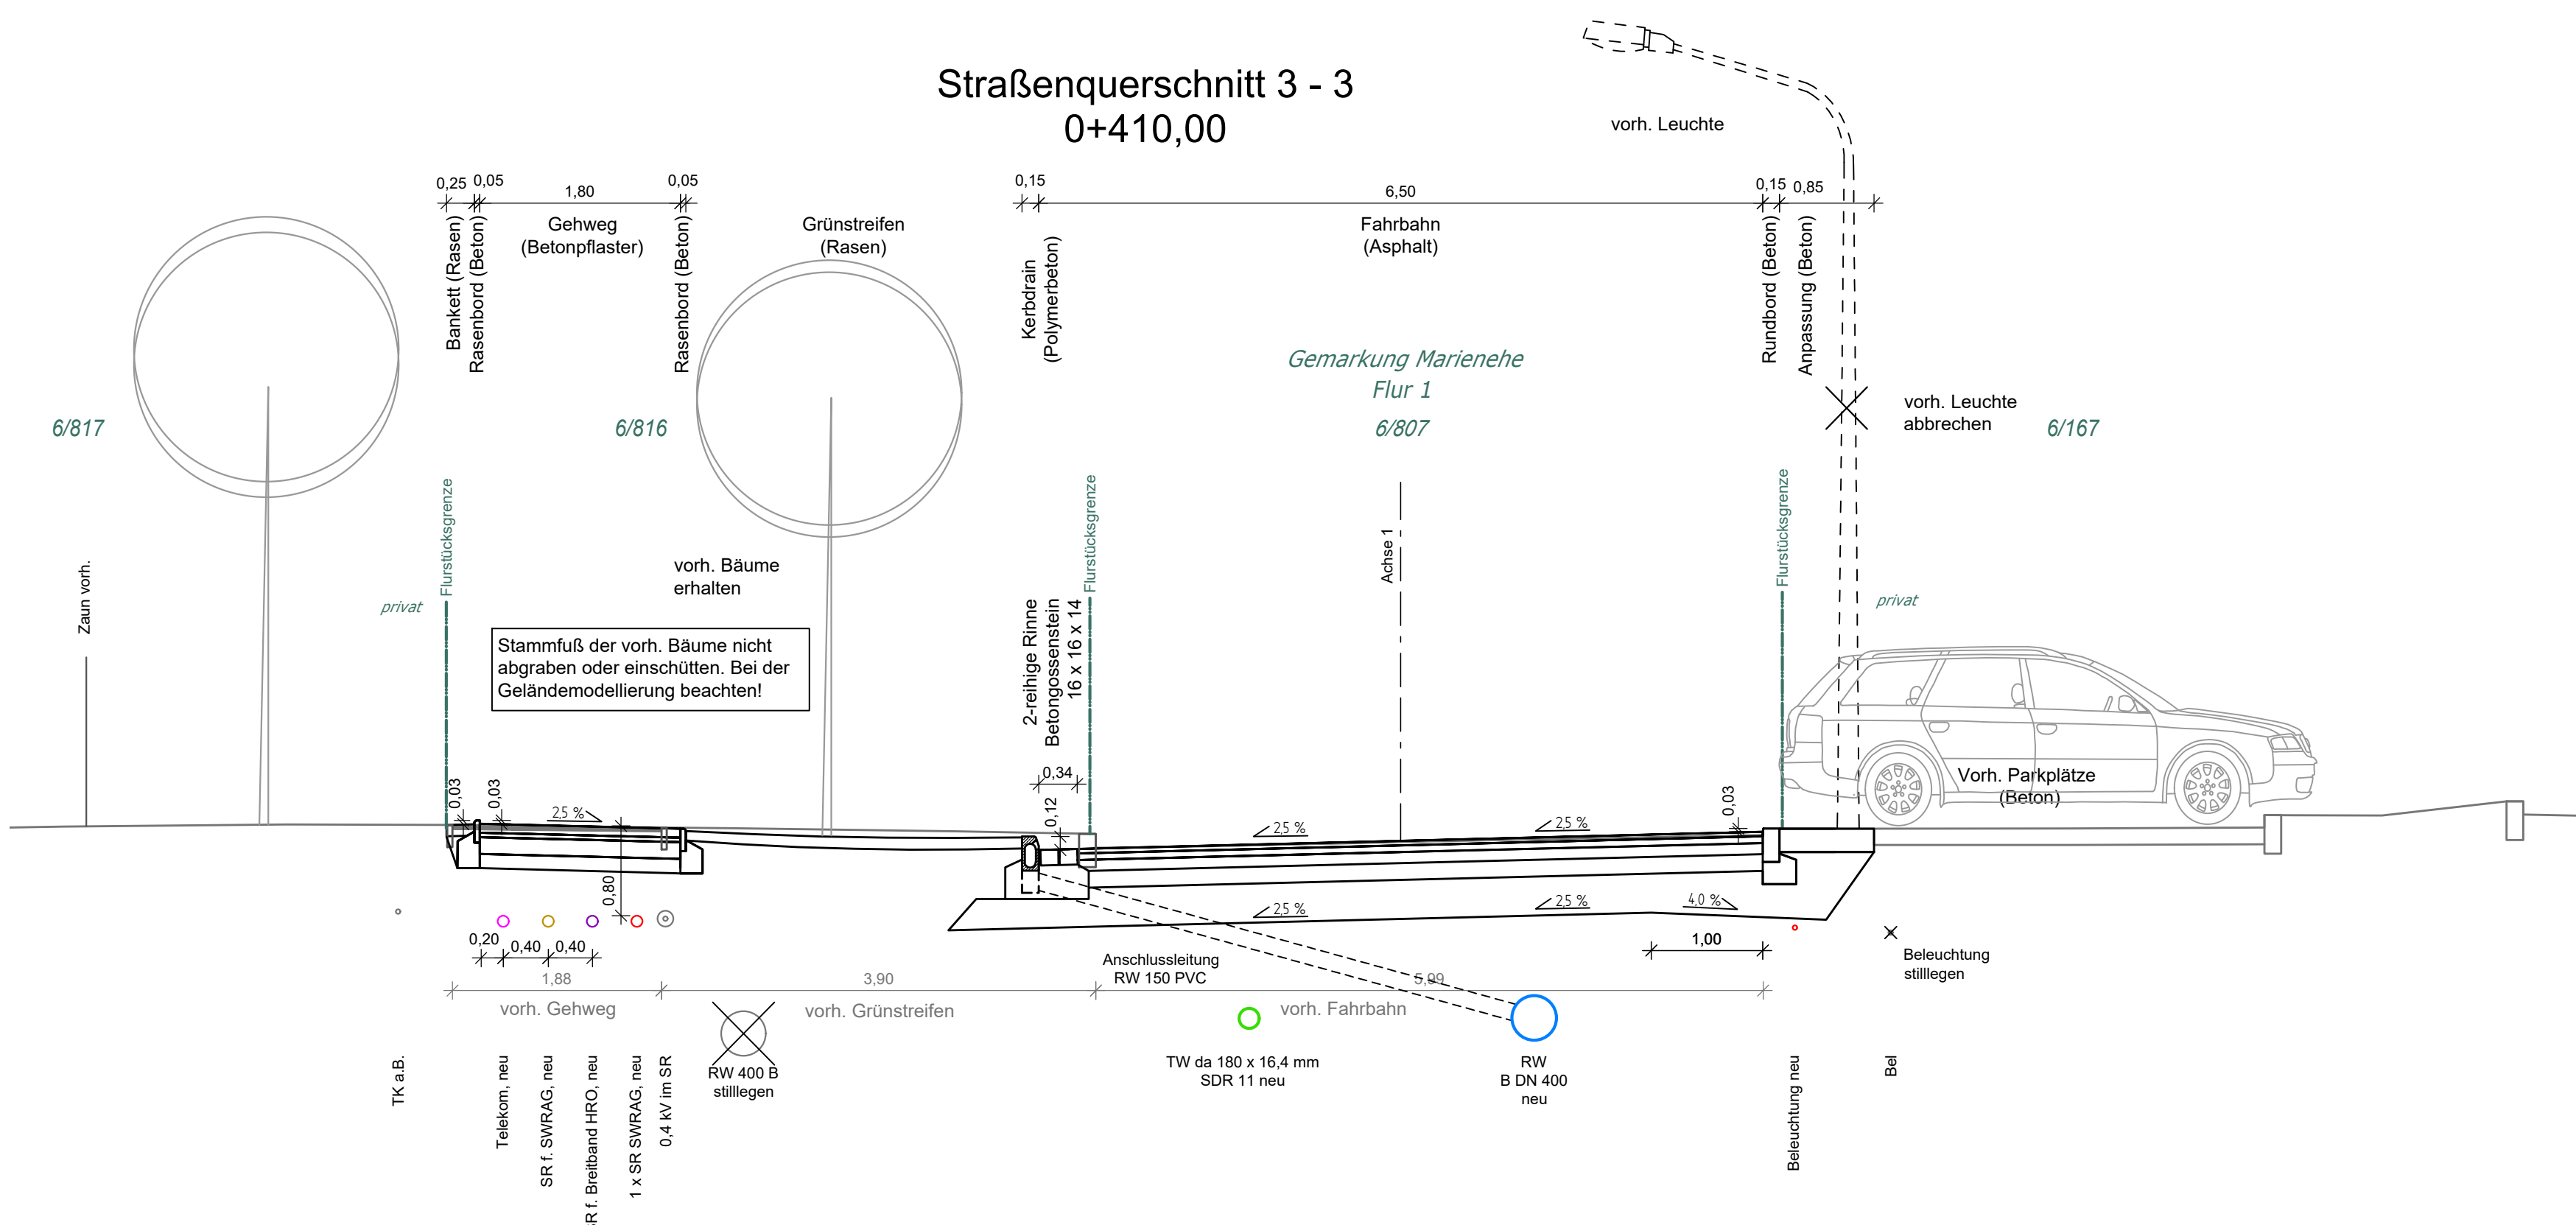 Straßenquerschnitt 3 - 3
0+410,00
vorh. Leuchte
0,25
0,05
1,80
0,05
0,15
6,50
0,15
0,85
Bankett (Rasen)
Rasenbord (Beton)
Gehweg
(Betonpflaster)
Rasenbord (Beton)
Grünstreifen
(Rasen)
Kerbdrain
(Polymerbeton)
Fahrbahn
(Asphalt)
Rundbord (Beton)
Anpassung (Beton)
Gemarkung Marienehe
Flur 1
6/817
6/816
6/807
vorh. Leuchte
abbrechen
6/167
Zaun vorh.
privat
Flurstücksgrenze
vorh. Bäume
erhalten
Stammfuß der vorh. Bäume nicht
abgraben oder einschütten. Bei der
Geländemodellierung beachten!
2-reihige Rinne
Betongossenstein
16 x 16 x 14
Flurstücksgrenze
Achse 1
Flurstücksgrenze
privat
Vorh. Parkplätze
(Beton)
0,03
0,03
2,5 %
0,34
0,12
2,5 %
2,5 %
0,03
0,80
2,5 %
2,5 %
4,0 %
0,20
0,40
0,40
1,00
Anschlussleitung
RW 150 PVC
Beleuchtung
stilllegen
1,88
3,90
5,99
vorh. Gehweg
vorh. Grünstreifen
vorh. Fahrbahn
TK a.B.
Telekom, neu
SR f. SWRAG, neu
R f. Breitband HRO, neu
1 x SR SWRAG, neu
0,4 kV im SR
RW 400 B
stilllegen
TW da 180 x 16,4 mm
SDR 11 neu
RW
B DN 400
neu
Beleuchtung neu
Bel